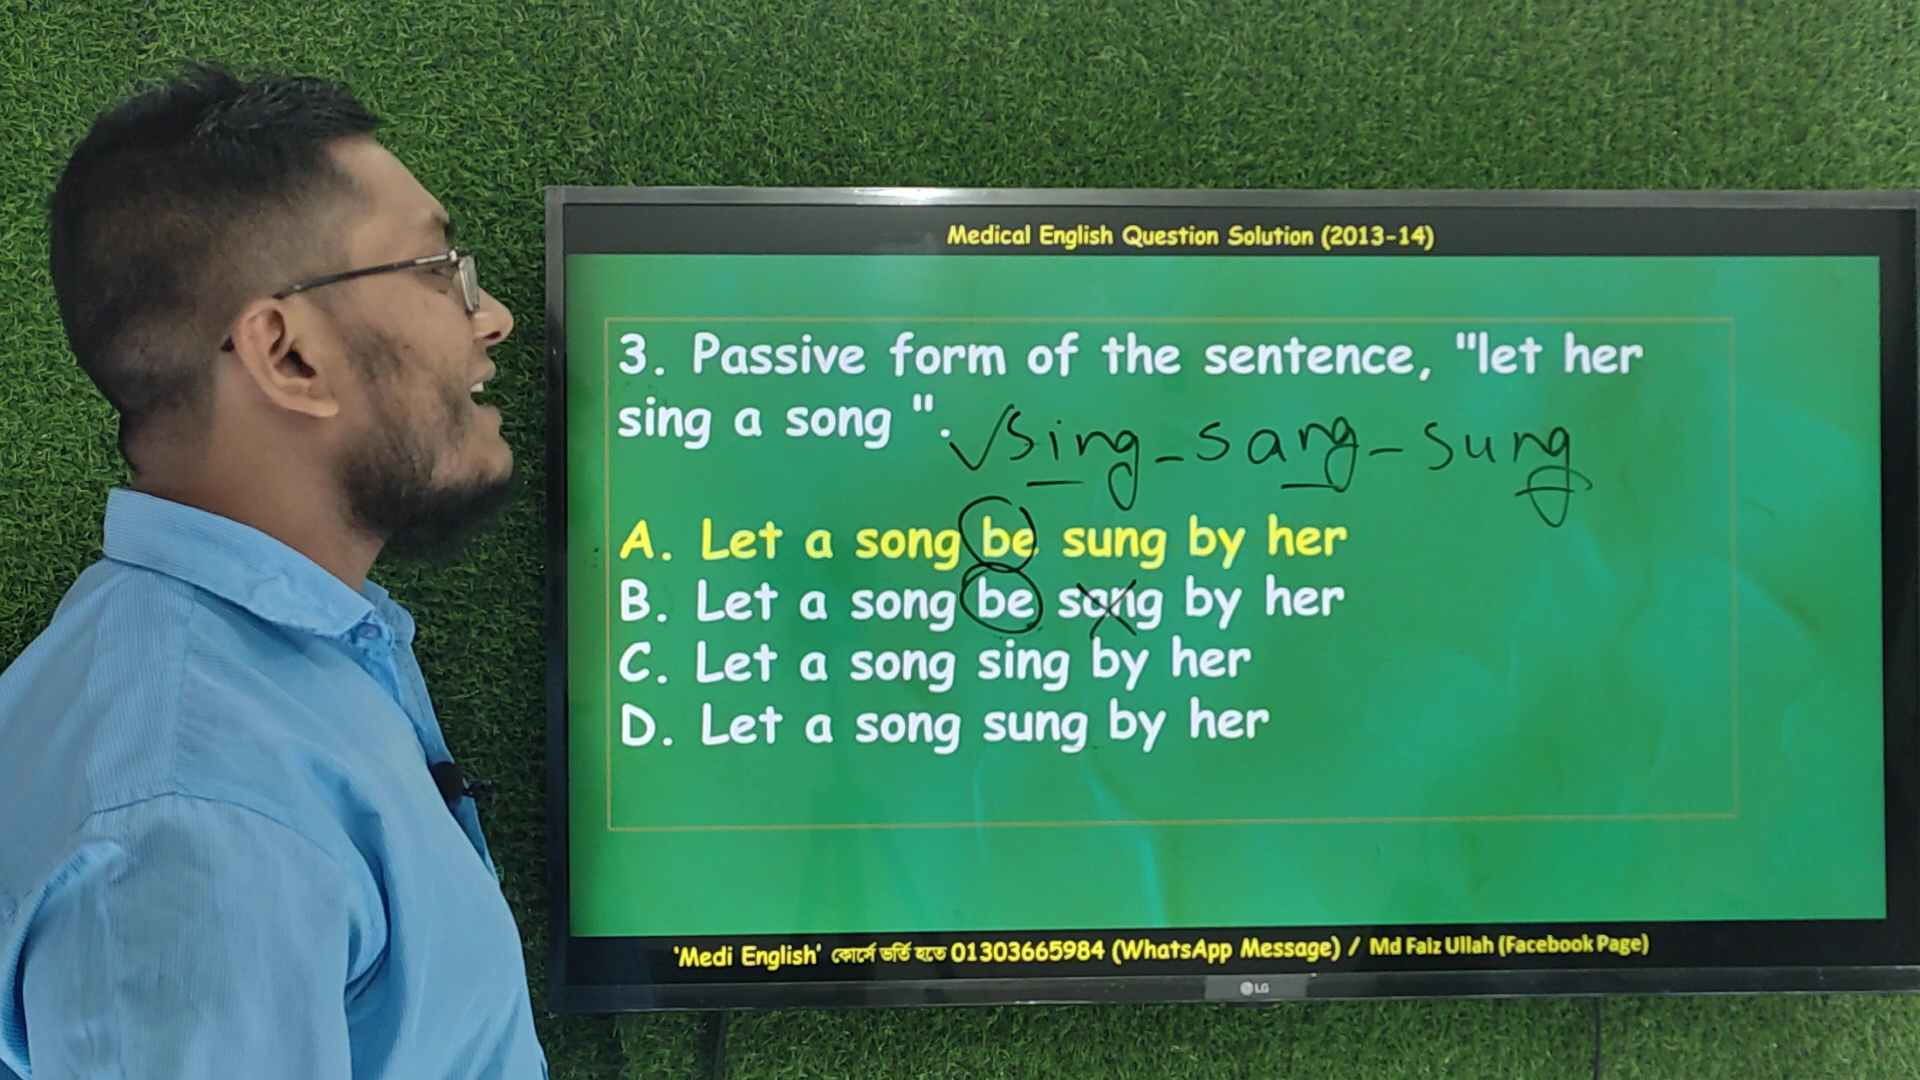 Medical English Question Solution (2013-14)
3. Passive form of the sentence, "let her
sing a song ".
sing - sang - sung
A. Let a song be sung by her
B. Let a song be sang by her
C. Let a song sing by her
D. Let a song sung by her
'Medi English' কোর্সে ভর্তি হতে 01303665984 (WhatsApp Message) / Md Faiz Ullah (Facebook Page)
LG